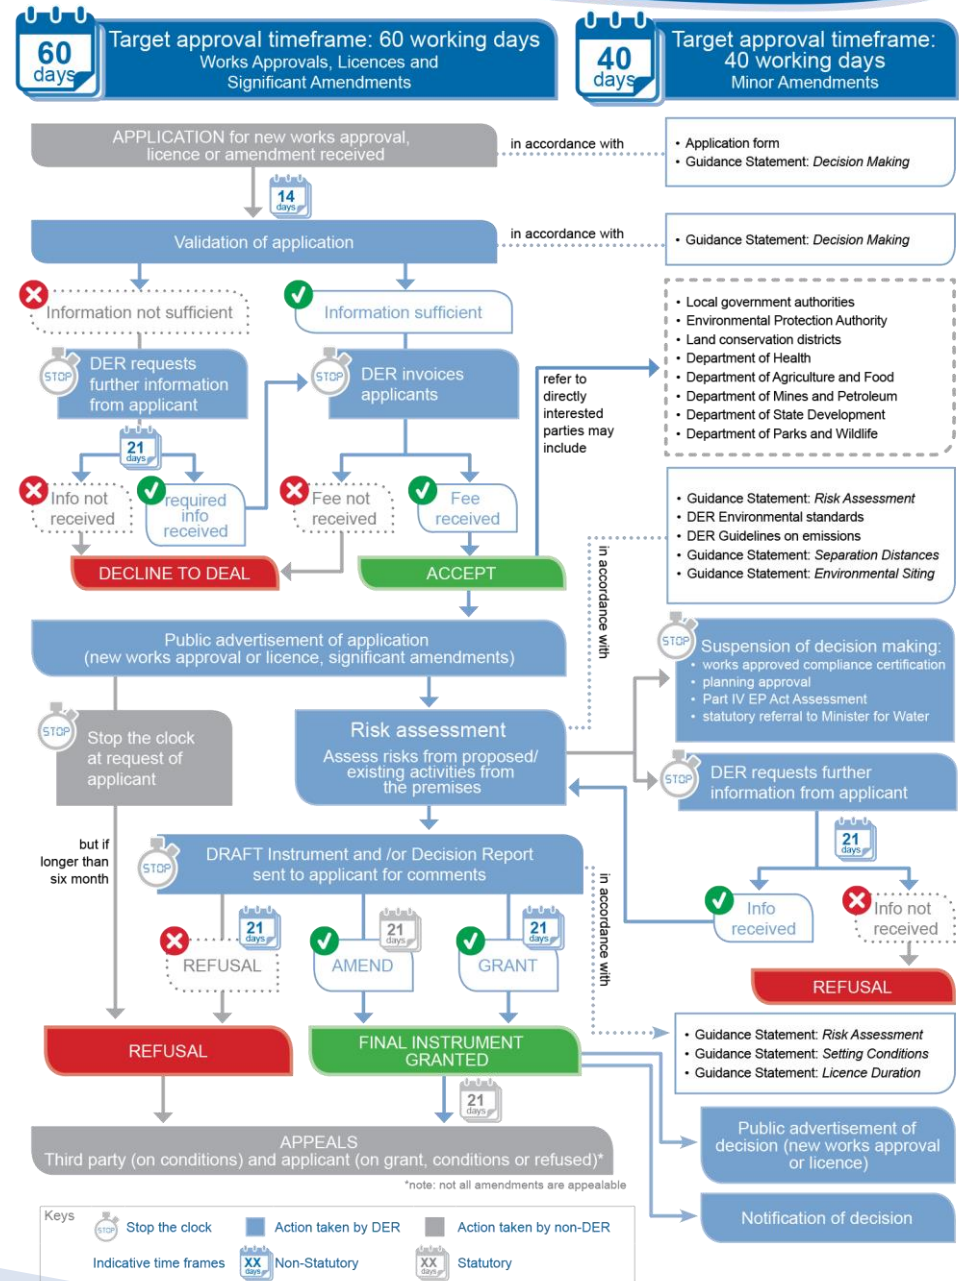 60
days
Target approval timeframe: 60 working days
Works Approvals, Licences and
Significant Amendments
40
days
Target approval timeframe:
40 working days
Minor Amendments
APPLICATION for new works approval,
licence or amendment received
in accordance with
• Application form
• Guidance Statement: Decision Making
14
days
Validation of application
in accordance with
• Guidance Statement: Decision Making
Information not sufficient
Information sufficient
• Local government authorities
• Environmental Protection Authority
• Land conservation districts
• Department of Health
• Department of Agriculture and Food
• Department of Mines and Petroleum
• Department of State Development
• Department of Parks and Wildlife
STOP
DER requests
further information
from applicant
STOP
DER invoices
applicants
refer to
directly
interested
parties may
include
21
days
Info not
received
required
info
received
Fee not
received
Fee
received
• Guidance Statement: Risk Assessment
• DER Environmental standards
• DER Guidelines on emissions
• Guidance Statement: Separation Distances
• Guidance Statement: Environmental Siting
DECLINE TO DEAL
ACCEPT
in accordance with
Public advertisement of application
(new works approval or licence, significant amendments)
STOP
Suspension of decision making:
• works approved compliance certification
• planning approval
• Part IV EP Act Assessment
• statutory referral to Minister for Water
STOP
Stop the clock
at request of
applicant
Risk assessment
Assess risks from proposed/
existing activities from
the premises
STOP
DER requests further
information from applicant
21
days
but if
longer than
six month
STOP
DRAFT Instrument and /or Decision Report
sent to applicant for comments
in accordance with
Info
received
Info not
received
21
days
REFUSAL
21
days
AMEND
21
days
GRANT
REFUSAL
REFUSAL
FINAL INSTRUMENT
GRANTED
• Guidance Statement: Risk Assessment
• Guidance Statement: Setting Conditions
• Guidance Statement: Licence Duration
21
days
APPEALS
Third party (on conditions) and applicant (on grant, conditions or refused)*
*note: not all amendments are appealable
Public advertisement of
decision (new works approval
or licence)
Notification of decision
Keys
STOP
Stop the clock
Action taken by DER
Action taken by non-DER
Indicative time frames
XX
days
Non-Statutory
XX
days
Statutory